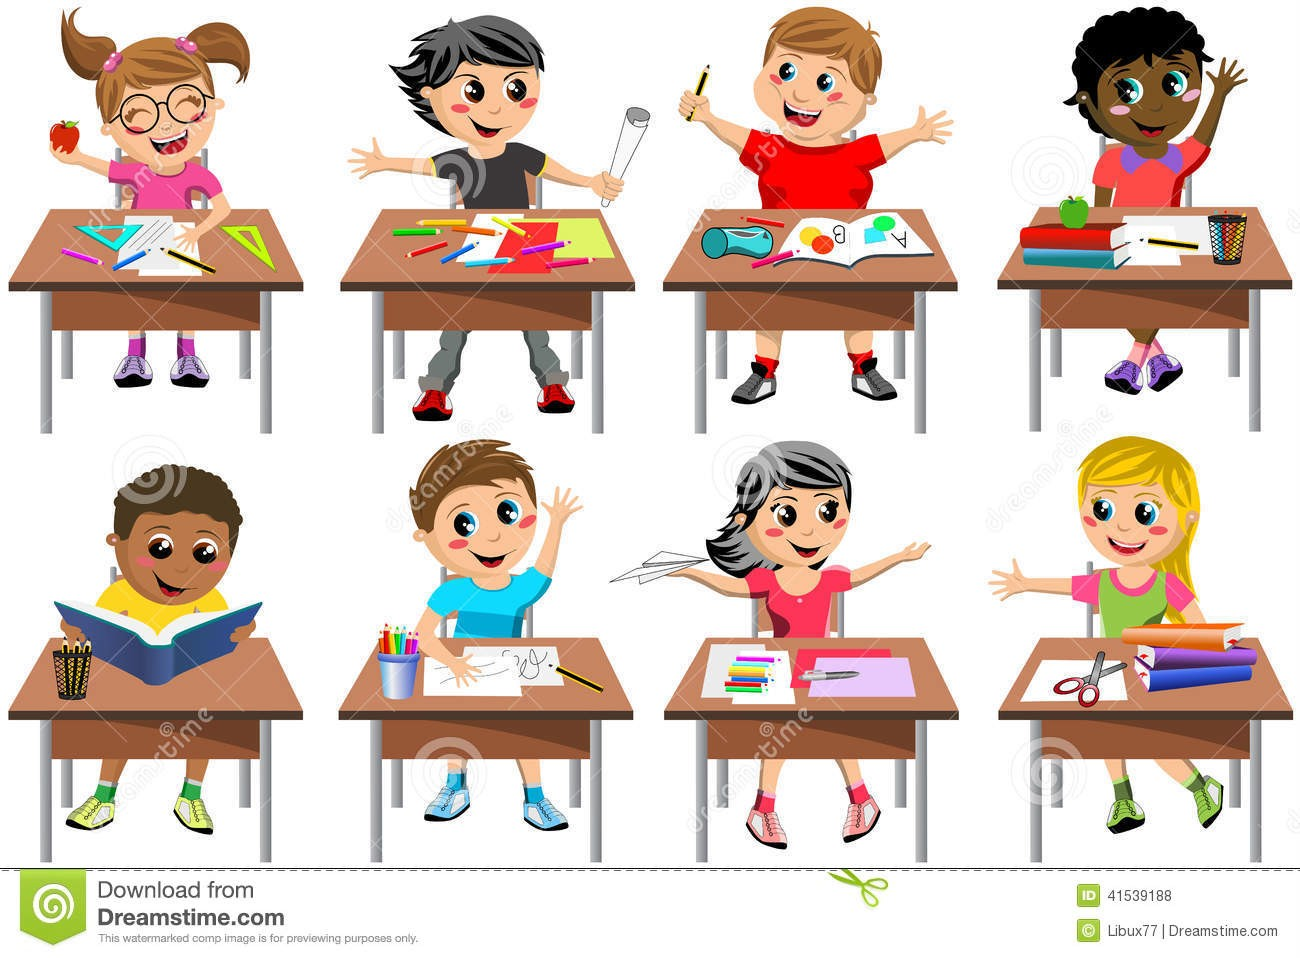 B A
Download from
Dreamstime.com
This watermarked comp image is for previewing purposes only.
ID 41539188
© Libux77 | Dreamstime.com